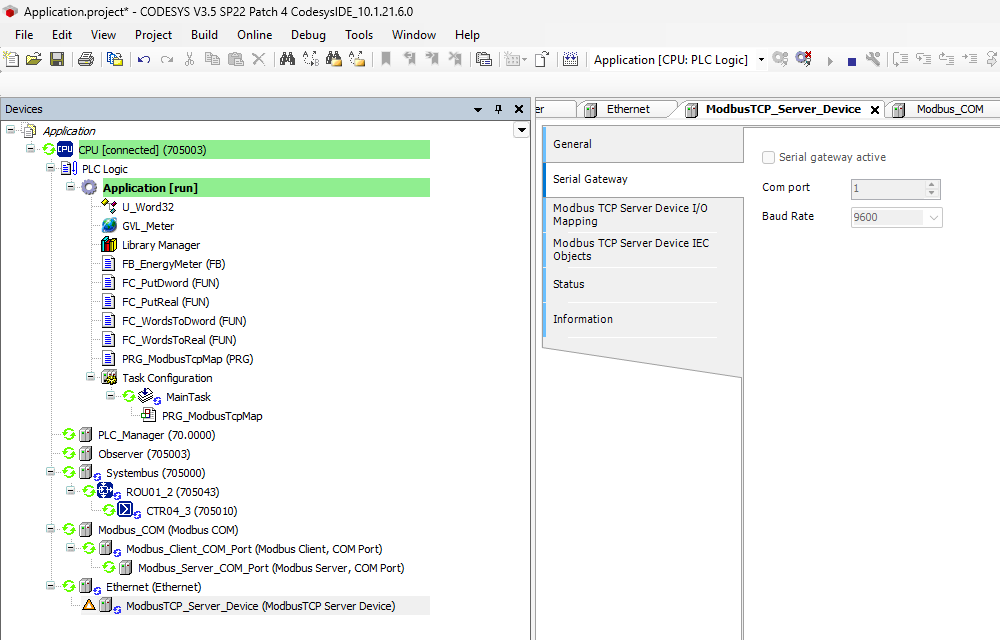 Application.project* - CODESYS V3.5 SP22 Patch 4 CodesysIDE_10.1.21.6.0
File Edit View Project Build Online Debug Tools Window Help
Application [CPU: PLC Logic]
Devices
Application
CPU [connected] (705003)
PLC Logic
Application [run]
U_Word32
GVL_Meter
Library Manager
FB_EnergyMeter (FB)
FC_PutDword (FUN)
FC_PutReal (FUN)
FC_WordsToDword (FUN)
FC_WordsToReal (FUN)
PRG_ModbusTcpMap (PRG)
Task Configuration
MainTask
PRG_ModbusTcpMap
PLC_Manager (70.0000)
Observer (705003)
Systembus (705000)
ROU01_2 (705043)
CTR04_3 (705010)
Modbus_COM (Modbus COM)
Modbus_Client_COM_Port (Modbus Client, COM Port)
Modbus_Server_COM_Port (Modbus Server, COM Port)
Ethernet (Ethernet)
ModbusTCP_Server_Device (ModbusTCP Server Device)
er Ethernet ModbusTCP_Server_Device Modbus_COM
General
Serial Gateway
Modbus TCP Server Device I/O
Mapping
Modbus TCP Server Device IEC
Objects
Status
Information
Serial gateway active
Com port 1
Baud Rate 9600